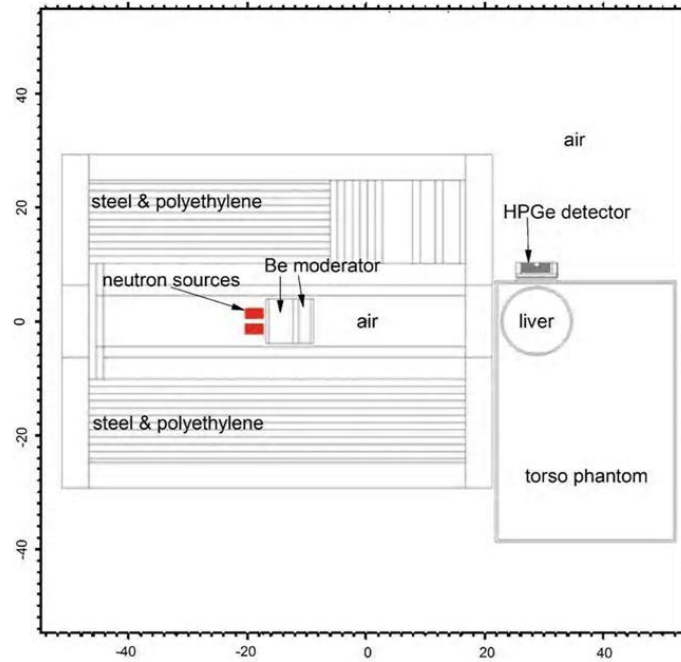 air
steel & polyethylene
HPGe detector
Be moderator
neutron sources
air
liver
steel & polyethylene
torso phantom
40
20
0
-20
-40
-40
-20
0
20
40